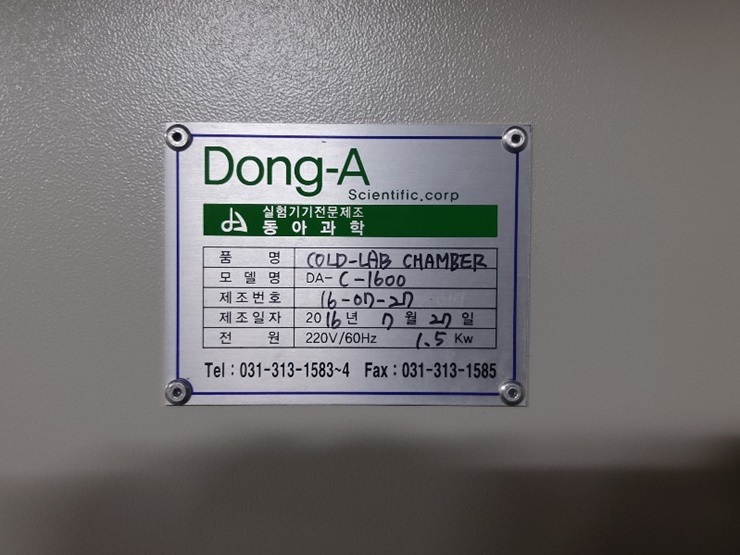 Dong-A
Scientific.corp
실험기기전문제조
동아과학
품 명 COLD-LAB CHAMBER
모델명 DA-C-1600
제조번호 16-07-27
제조일자 2016년 7월 27일
전 원 220V/60Hz 1.5 Kw
Tel : 031-313-1583~4 Fax : 031-313-1585